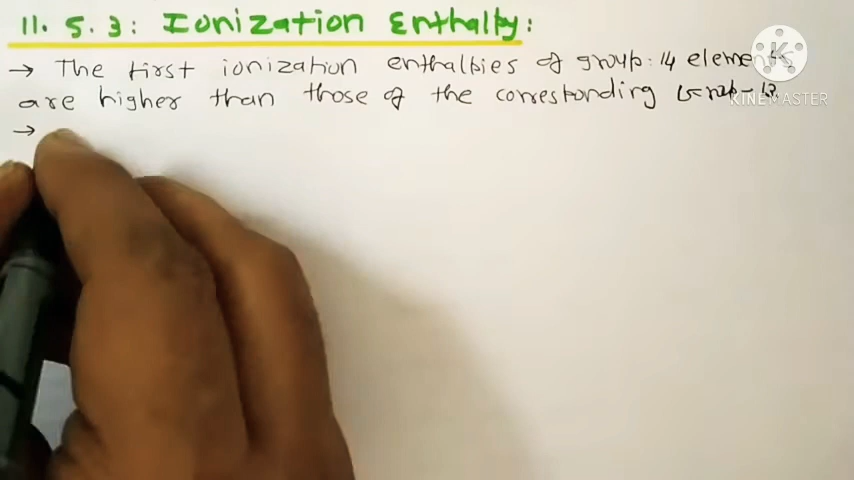 11.5.3: Ionization Enthalpy:
→ The first ionization enthalpies of group: 14 elements
are higher than those of the corresponding Group-13.
→
KINEMASTER